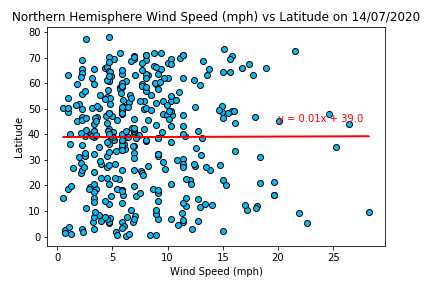 Northern Hemisphere Wind Speed (mph) vs Latitude on 14/07/2020
80
70
60
50
40
30
20
10
0
Latitude
y = 0.01x + 39.0
0 5 10 15 20 25
Wind Speed (mph)